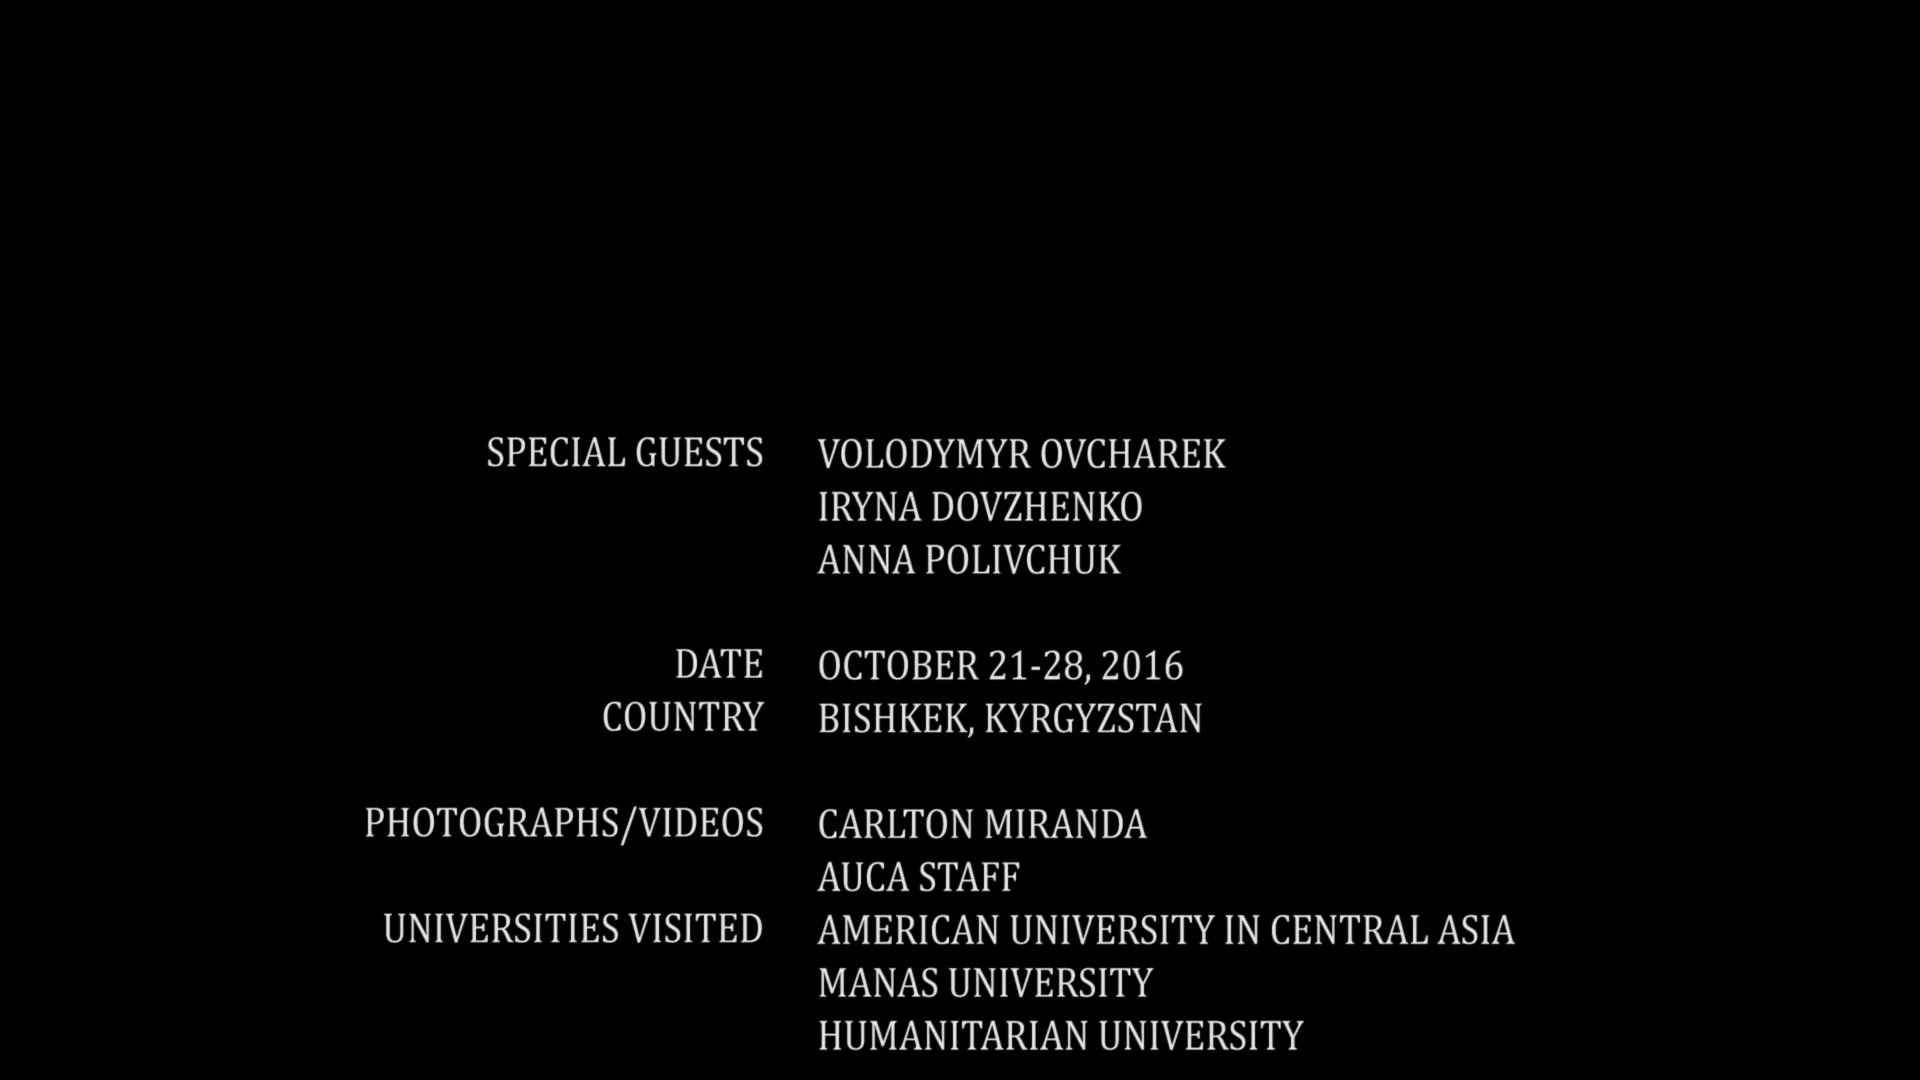 SPECIAL GUESTS VOLODYMYR OVCHAREK
IRYNA DOVZHENKO
ANNA POLIVCHUK
DATE OCTOBER 21-28, 2016
COUNTRY BISHKEK, KYRGYZSTAN
PHOTOGRAPHS/VIDEOS CARLTON MIRANDA
AUCA STAFF
UNIVERSITIES VISITED AMERICAN UNIVERSITY IN CENTRAL ASIA
MANAS UNIVERSITY
HUMANITARIAN UNIVERSITY